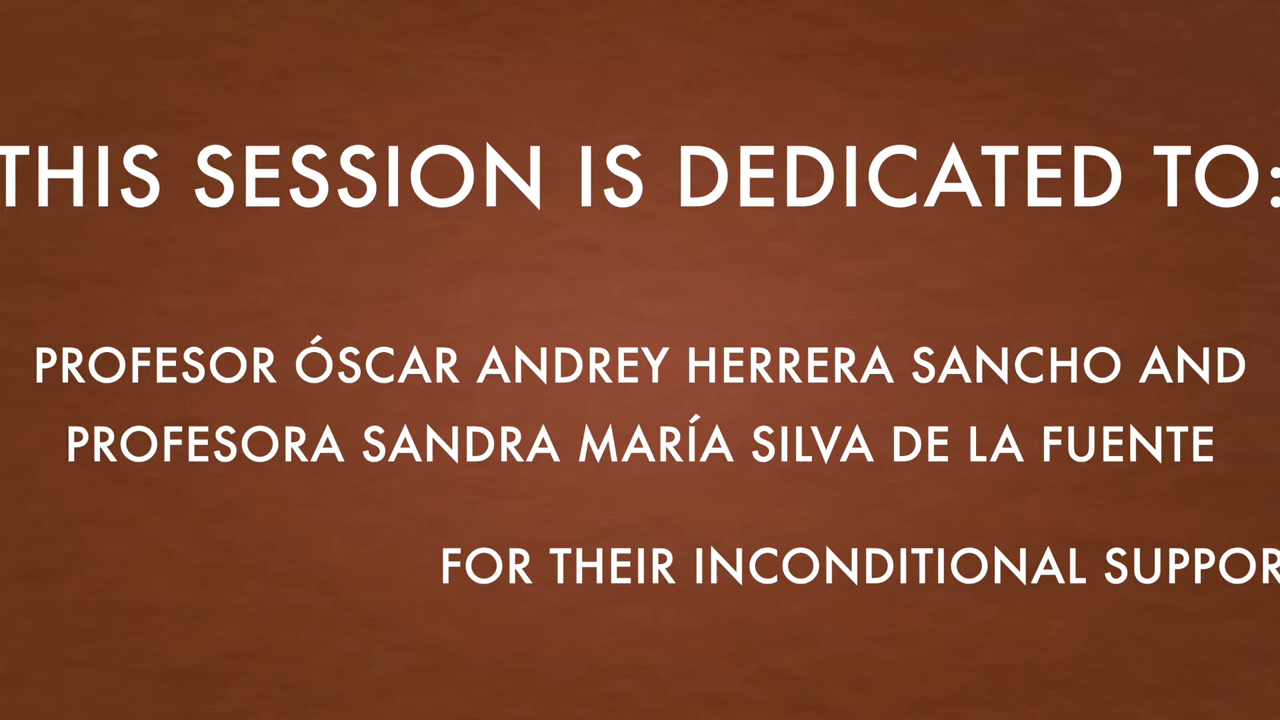 THIS SESSION IS DEDICATED TO:
PROFESOR ÓSCAR ANDREY HERRERA SANCHO AND
PROFESORA SANDRA MARÍA SILVA DE LA FUENTE
FOR THEIR INCONDITIONAL SUPPOR